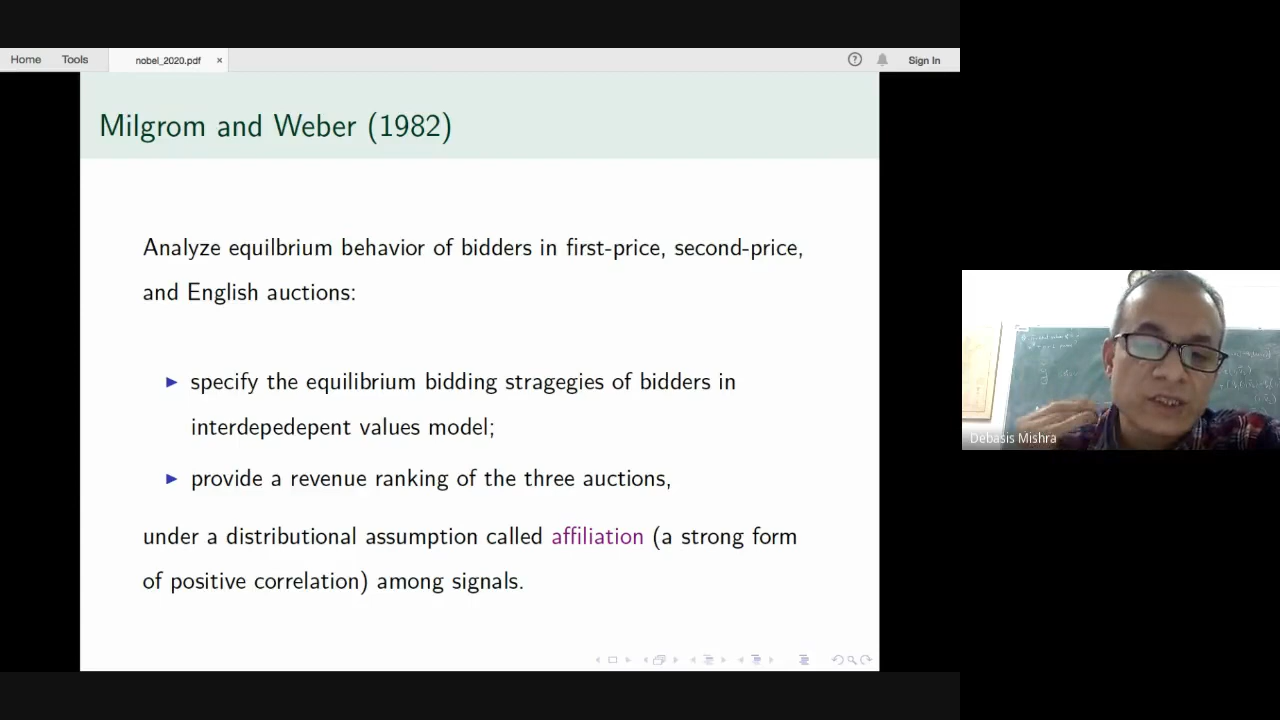 Home Tools nobel_2020.pdf × ? Sign In
Milgrom and Weber (1982)
Analyze equilbrium behavior of bidders in first-price, second-price,
and English auctions:
▶ specify the equilibrium bidding stragegies of bidders in
interdepedepent values model;
▶ provide a revenue ranking of the three auctions,
under a distributional assumption called affiliation (a strong form
of positive correlation) among signals.
Debasis Mishra